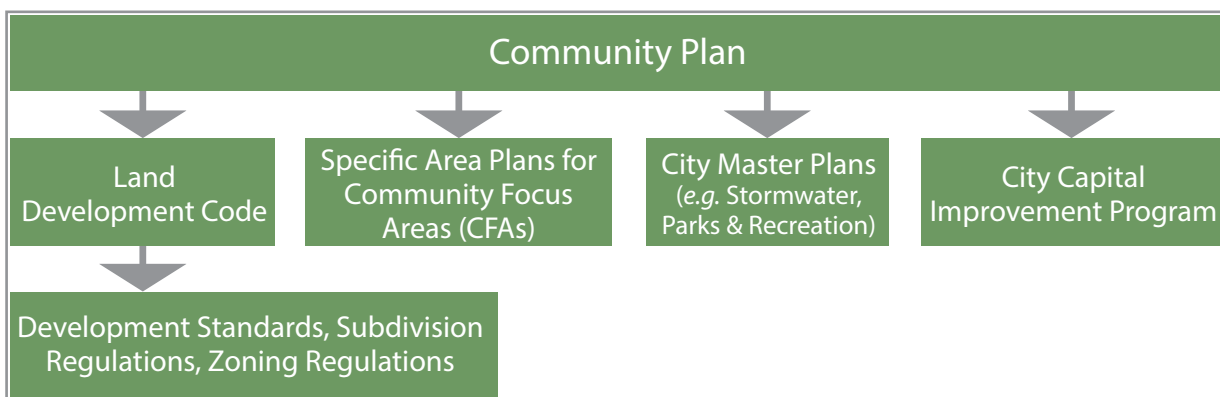 Community Plan
Land
Development Code
Specific Area Plans for
Community Focus
Areas (CFAs)
City Master Plans
(e.g. Stormwater,
Parks & Recreation)
City Capital
Improvement Program
Development Standards, Subdivision
Regulations, Zoning Regulations